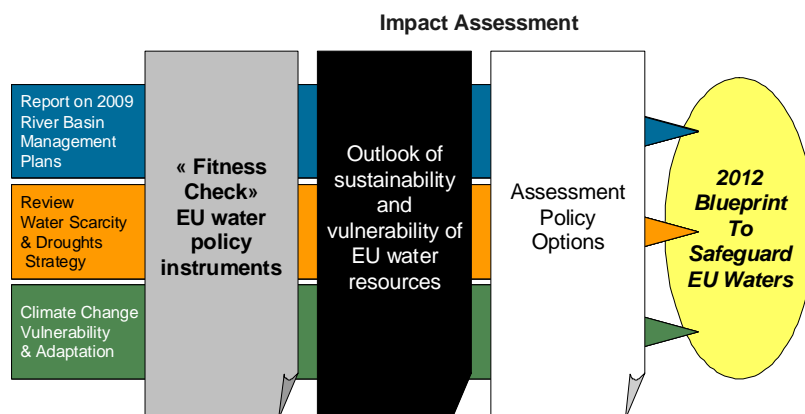 Impact Assessment
Report on 2009
River Basin
Management
Plans
Review
Water Scarcity
& Droughts
Strategy
Climate Change
Vulnerability
& Adaptation
« Fitness
Check»
EU water
policy
instruments
Outlook of
sustainability
and
vulnerability of
EU water
resources
Assessment
Policy
Options
2012
Blueprint
To
Safeguard
EU Waters